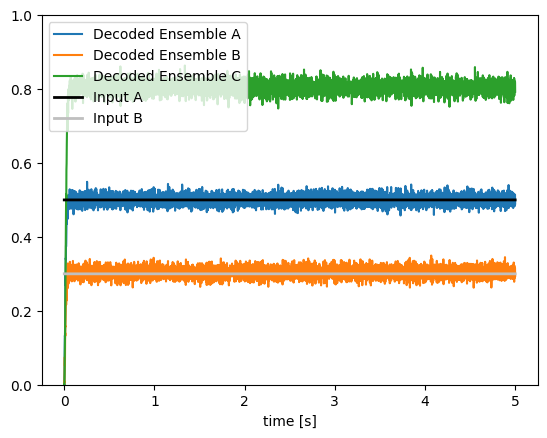 Decoded Ensemble A
Decoded Ensemble B
Decoded Ensemble C
Input A
Input B
1.0
0.8
0.6
0.4
0.2
0.0
0 1 2 3 4 5
time [s]